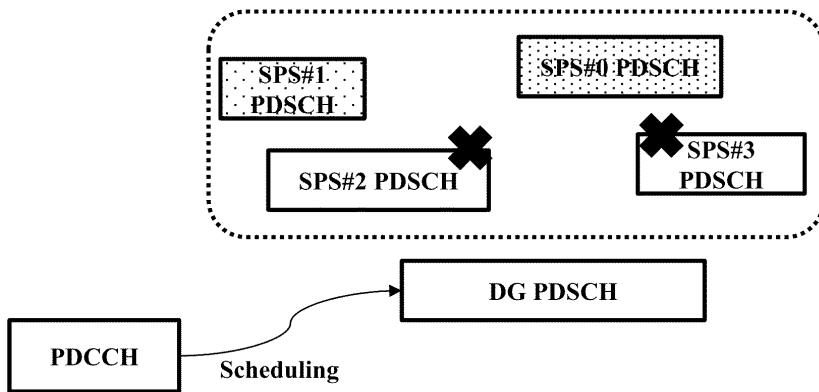 SPS#1
PDSCH
SPS#0 PDSCH
SPS#2 PDSCH
SPS#3
PDSCH
DG PDSCH
PDCCH
Scheduling